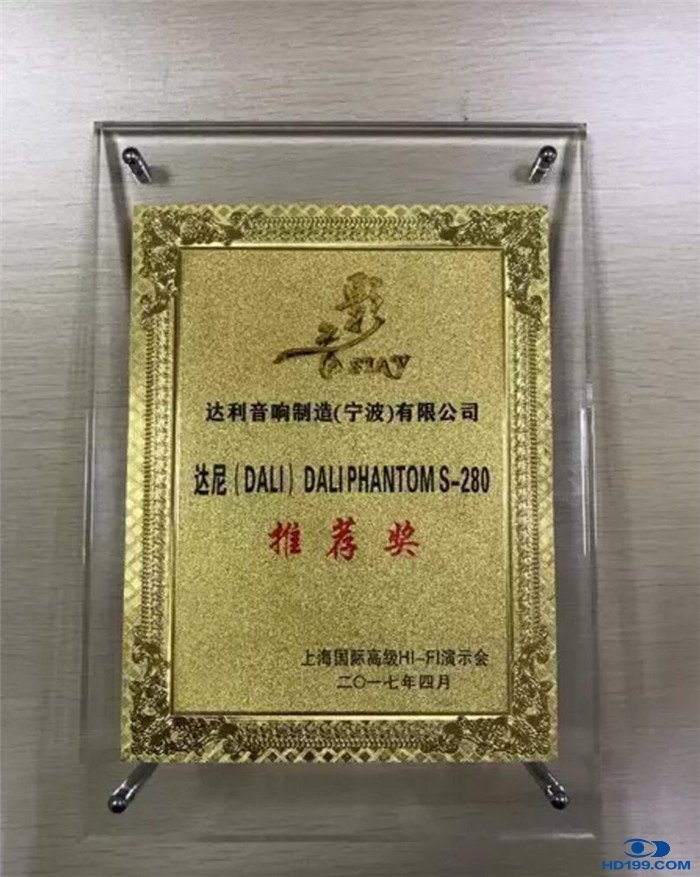 影音
达利音响制造(宁波)有限公司
达尼(DALI) DALI PHANTOM S-280
推荐奖
上海国际高级HI-FI演示会
二〇一七年四月
HD199.COM